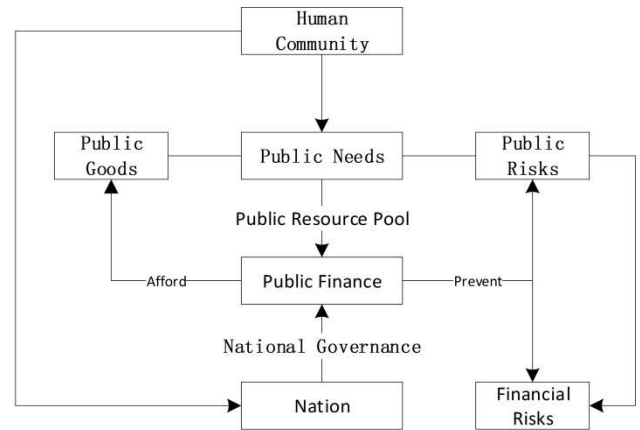 Human
Community
Public
Goods
Public Needs
Public
Risks
Public Resource Pool
Afford
Public Finance
Prevent
National Governance
Nation
Financial
Risks